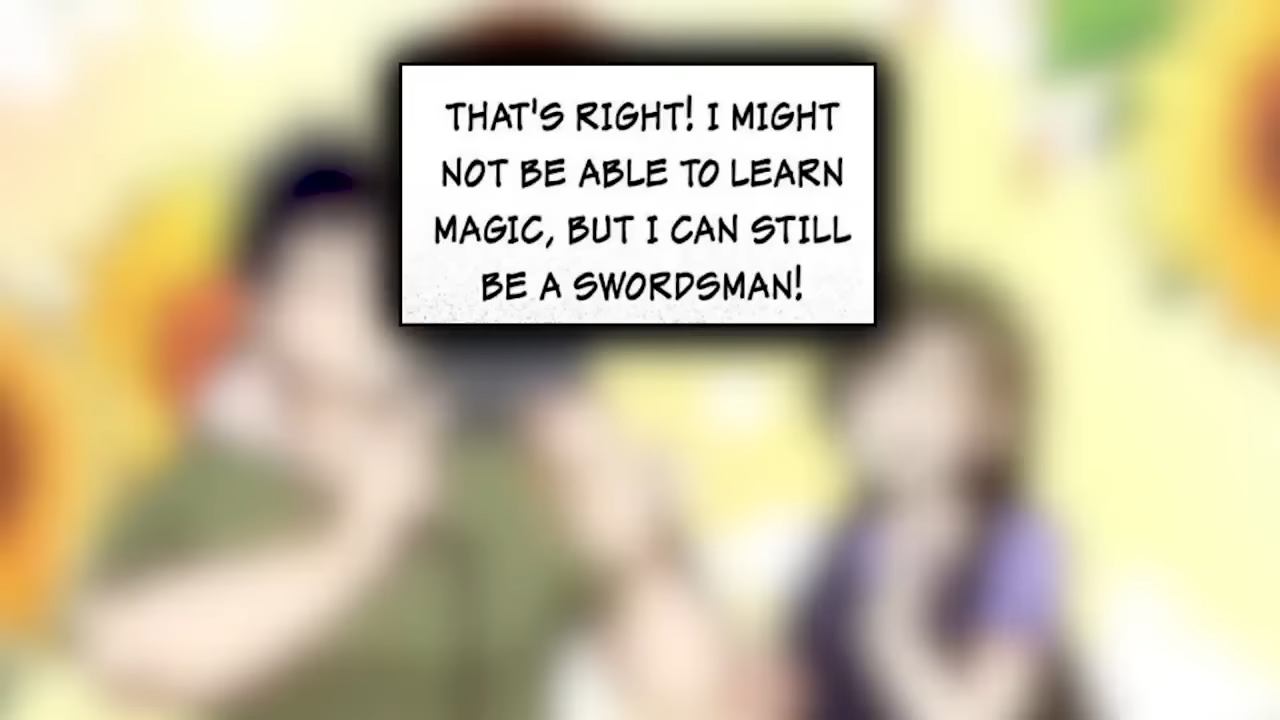 THAT'S RIGHT! I MIGHT
NOT BE ABLE TO LEARN
MAGIC, BUT I CAN STILL
BE A SWORDSMAN!